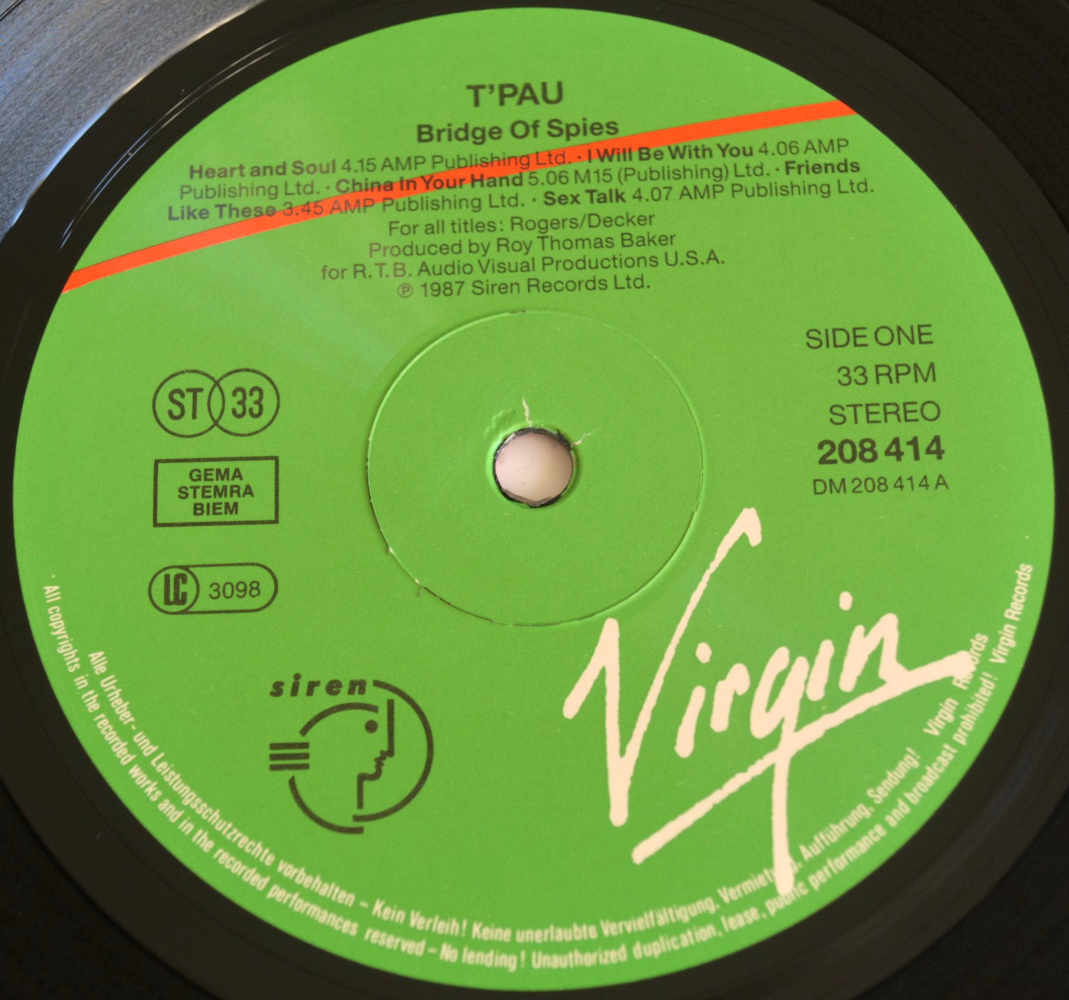 T'PAU
Bridge Of Spies
Heart and Soul 4.15 AMP Publishing Ltd. · I Will Be With You 4.06 AMP
Publishing Ltd. · China In Your Hand 5.06 M15 (Publishing) Ltd. · Friends
Like These 3.45 AMP Publishing Ltd. · Sex Talk 4.07 AMP Publishing Ltd.
For all titles: Rogers/Decker
Produced by Roy Thomas Baker
for R.T.B. Audio Visual Productions U.S.A.
℗ 1987 Siren Records Ltd.
SIDE ONE
33 RPM
STEREO
208 414
DM 208 414 A
ST 33
GEMA
STEMRA
BIEM
LC 3098
siren
Virgin
Alle Urheber- und Leistungsschutzrechte vorbehalten – Kein Verleih! Keine unerlaubte Vervielfältigung, Aufführung, Sendung! Virgin Records
· All copyrights in the recorded works and in the recorded performances reserved – No lending! Unauthorized duplication, lease, public performance and broadcast prohibited! Virgin Records